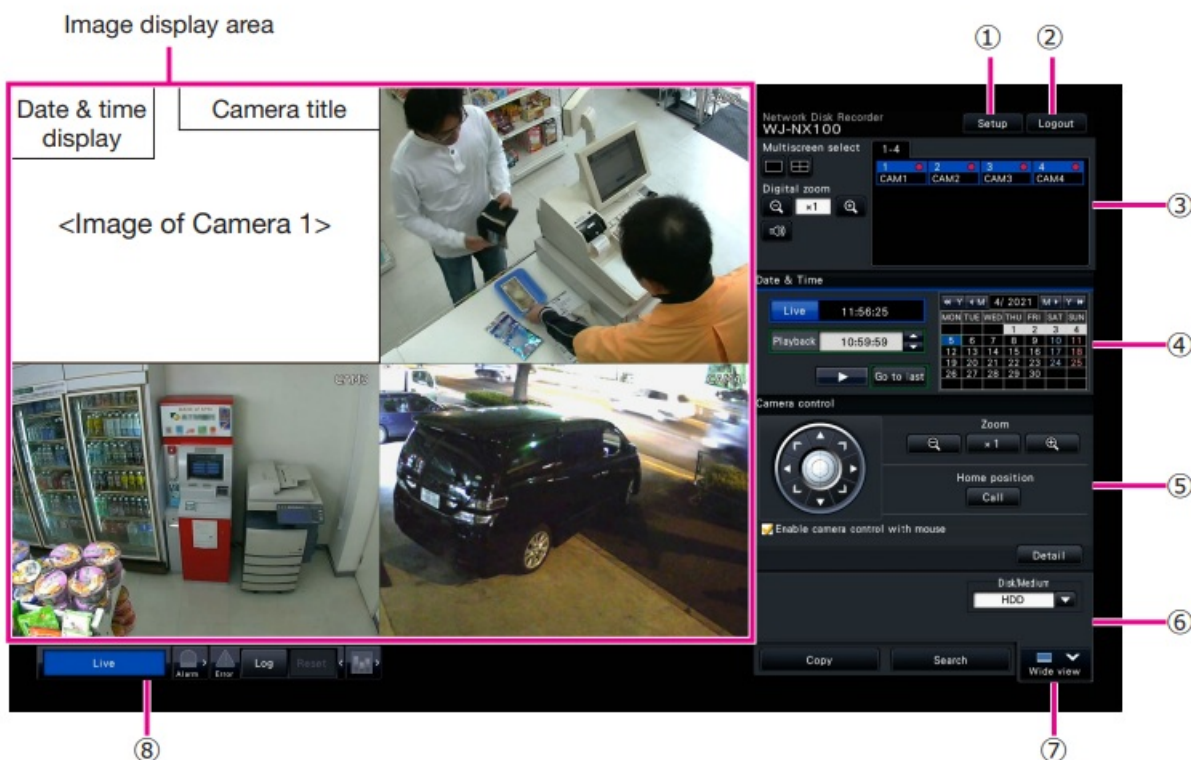 Image display area
① ②
Date & time
display
Camera title
<Image of Camera 1>
CAM3
Network Disk Recorder
WJ-NX100
Setup Logout
Multiscreen select
1-4
1 2 3 4
CAM1 CAM2 CAM3 CAM4
Digital zoom
×1
③
Date & Time
Live 11:56:25
Playback 10:59:59
Go to last
Y M 4/ 2021 M Y
MON TUE WED THU FRI SAT SUN
1 2 3 4
5 6 7 8 9 10 11
12 13 14 15 16 17 18
19 20 21 22 23 24 25
26 27 28 29 30
④
Camera control
Zoom
×1
Home position
Call
⑤
Enable camera control with mouse
Detail
Disk/Medium
HDD
⑥
Copy Search
Wide view
Live
Alarm
Error
Log
Reset
⑧ ⑦